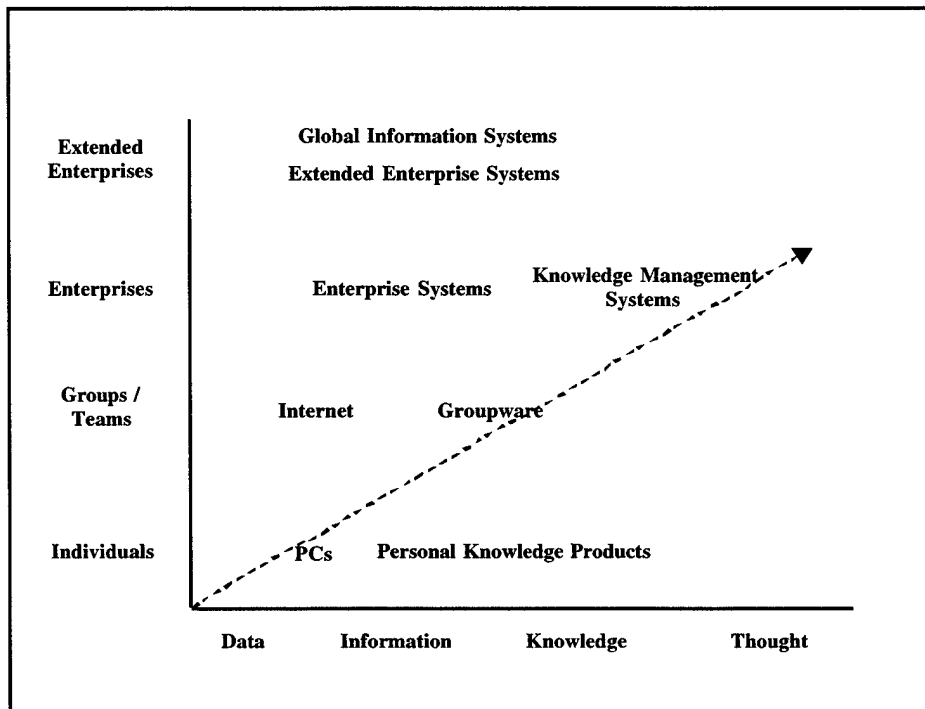 Global Information Systems
Extended
Enterprises
Extended Enterprise Systems
Enterprises
Enterprise Systems
Knowledge Management
Systems
Groups /
Teams
Internet
Groupware
Individuals
PCs
Personal Knowledge Products
Data
Information
Knowledge
Thought